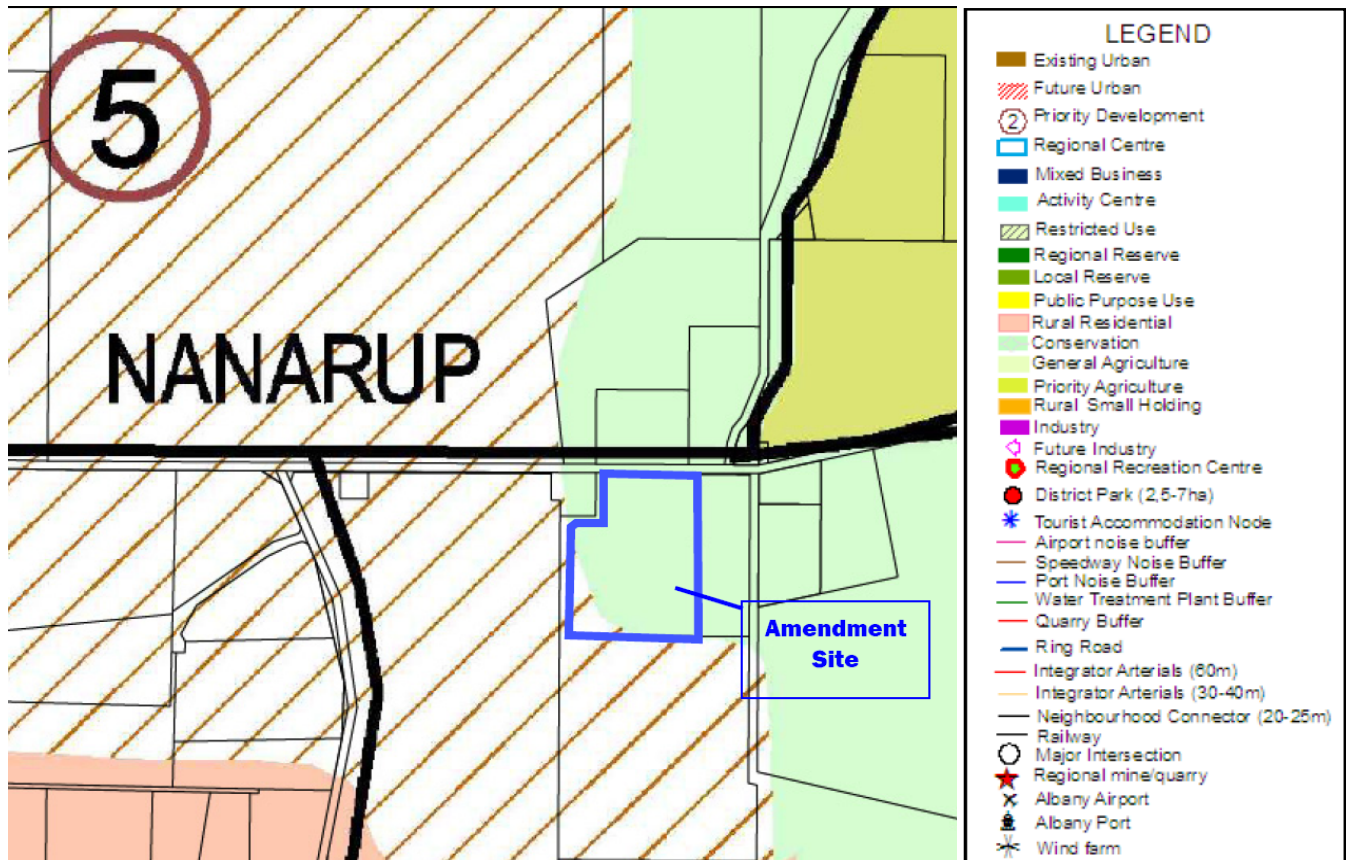 5
NANARUP
Amendment
Site
LEGEND
Existing Urban
Future Urban
2 Priority Development
Regional Centre
Mixed Business
Activity Centre
Restricted Use
Regional Reserve
Local Reserve
Public Purpose Use
Rural Residential
Conservation
General Agriculture
Priority Agriculture
Rural Small Holding
Industry
Future Industry
Regional Recreation Centre
District Park (2,5-7ha)
Tourist Accommodation Node
Airport noise buffer
Speedway Noise Buffer
Port Noise Buffer
Water Treatment Plant Buffer
Quarry Buffer
Ring Road
Integrator Arterials (60m)
Integrator Arterials (30-40m)
Neighbourhood Connector (20-25m)
Railway
Major Intersection
Regional mine/quarry
Albany Airport
Albany Port
Wind farm